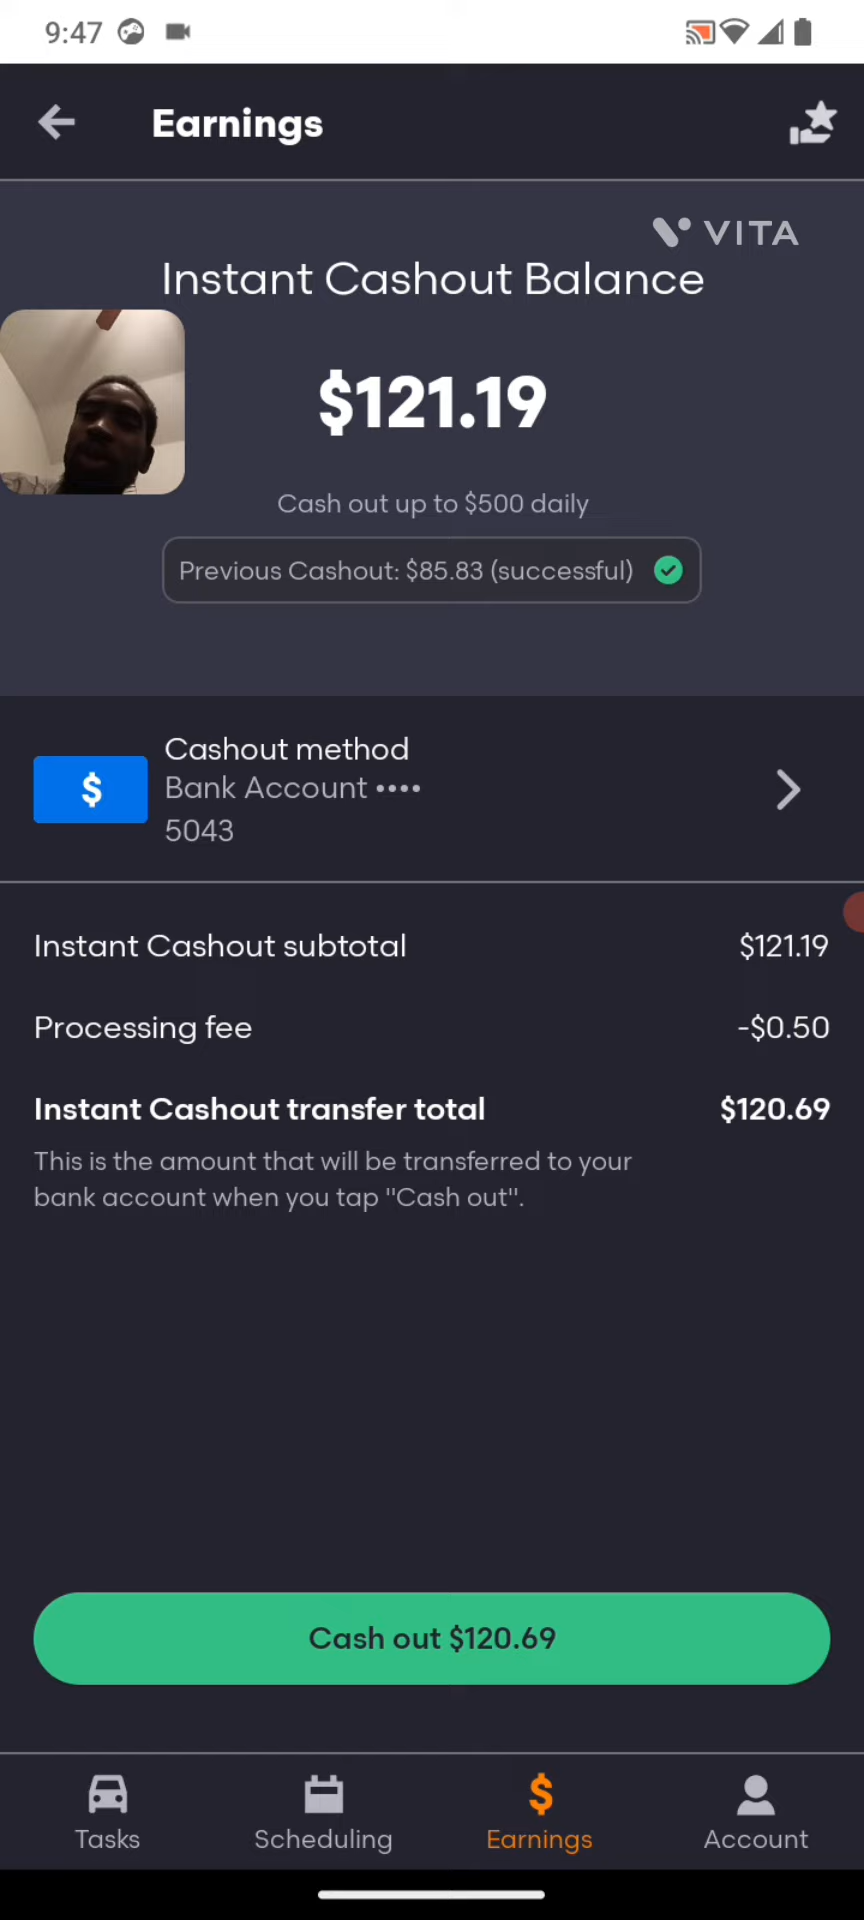 9:47
Earnings
VITA
Instant Cashout Balance
$121.19
Cash out up to $500 daily
Previous Cashout: $85.83 (successful)
Cashout method
$ Bank Account ••••
5043
Instant Cashout subtotal $121.19
Processing fee -$0.50
Instant Cashout transfer total $120.69
This is the amount that will be transferred to your
bank account when you tap "Cash out".
Cash out $120.69
$
Tasks Scheduling Earnings Account